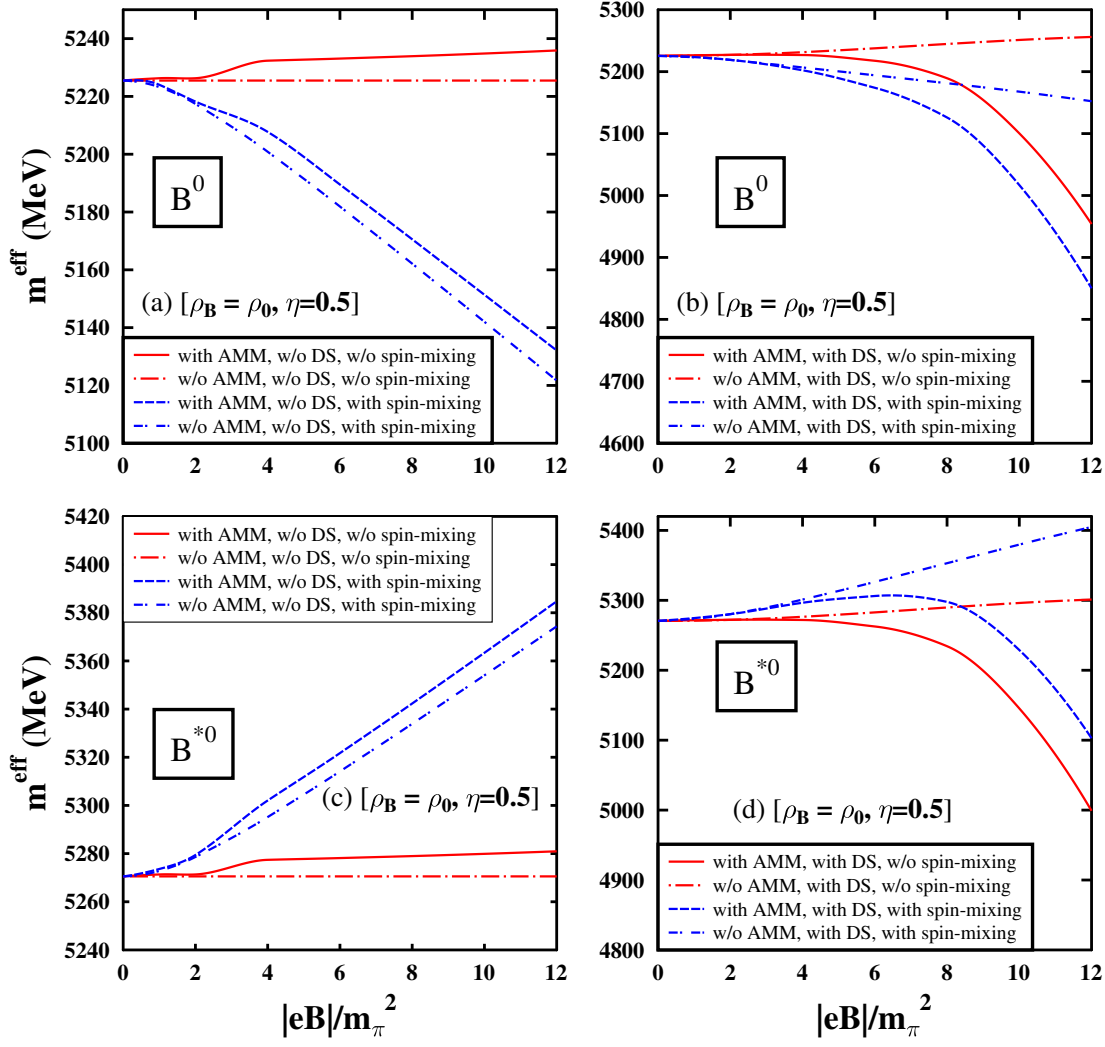 5240
5220
5200
5180
5160
5140
5120
5100
m^eff (MeV)
B^0
(a) [ρ_B = ρ_0, η=0.5]
with AMM, w/o DS, w/o spin-mixing
w/o AMM, w/o DS, w/o spin-mixing
with AMM, w/o DS, with spin-mixing
w/o AMM, w/o DS, with spin-mixing
0 2 4 6 8 10 12
5300
5200
5100
5000
4900
4800
4700
4600
B^0
(b) [ρ_B = ρ_0, η=0.5]
with AMM, with DS, w/o spin-mixing
w/o AMM, with DS, w/o spin-mixing
with AMM, with DS, with spin-mixing
w/o AMM, with DS, with spin-mixing
0 2 4 6 8 10 12
5420
5400
5380
5360
5340
5320
5300
5280
5260
5240
m^eff (MeV)
with AMM, w/o DS, w/o spin-mixing
w/o AMM, w/o DS, w/o spin-mixing
with AMM, w/o DS, with spin-mixing
w/o AMM, w/o DS, with spin-mixing
B^*0
(c) [ρ_B = ρ_0, η=0.5]
0 2 4 6 8 10 12
|eB|/m_π^2
5400
5300
5200
5100
5000
4900
4800
B^*0
(d) [ρ_B = ρ_0, η=0.5]
with AMM, with DS, w/o spin-mixing
w/o AMM, with DS, w/o spin-mixing
with AMM, with DS, with spin-mixing
w/o AMM, with DS, with spin-mixing
0 2 4 6 8 10 12
|eB|/m_π^2